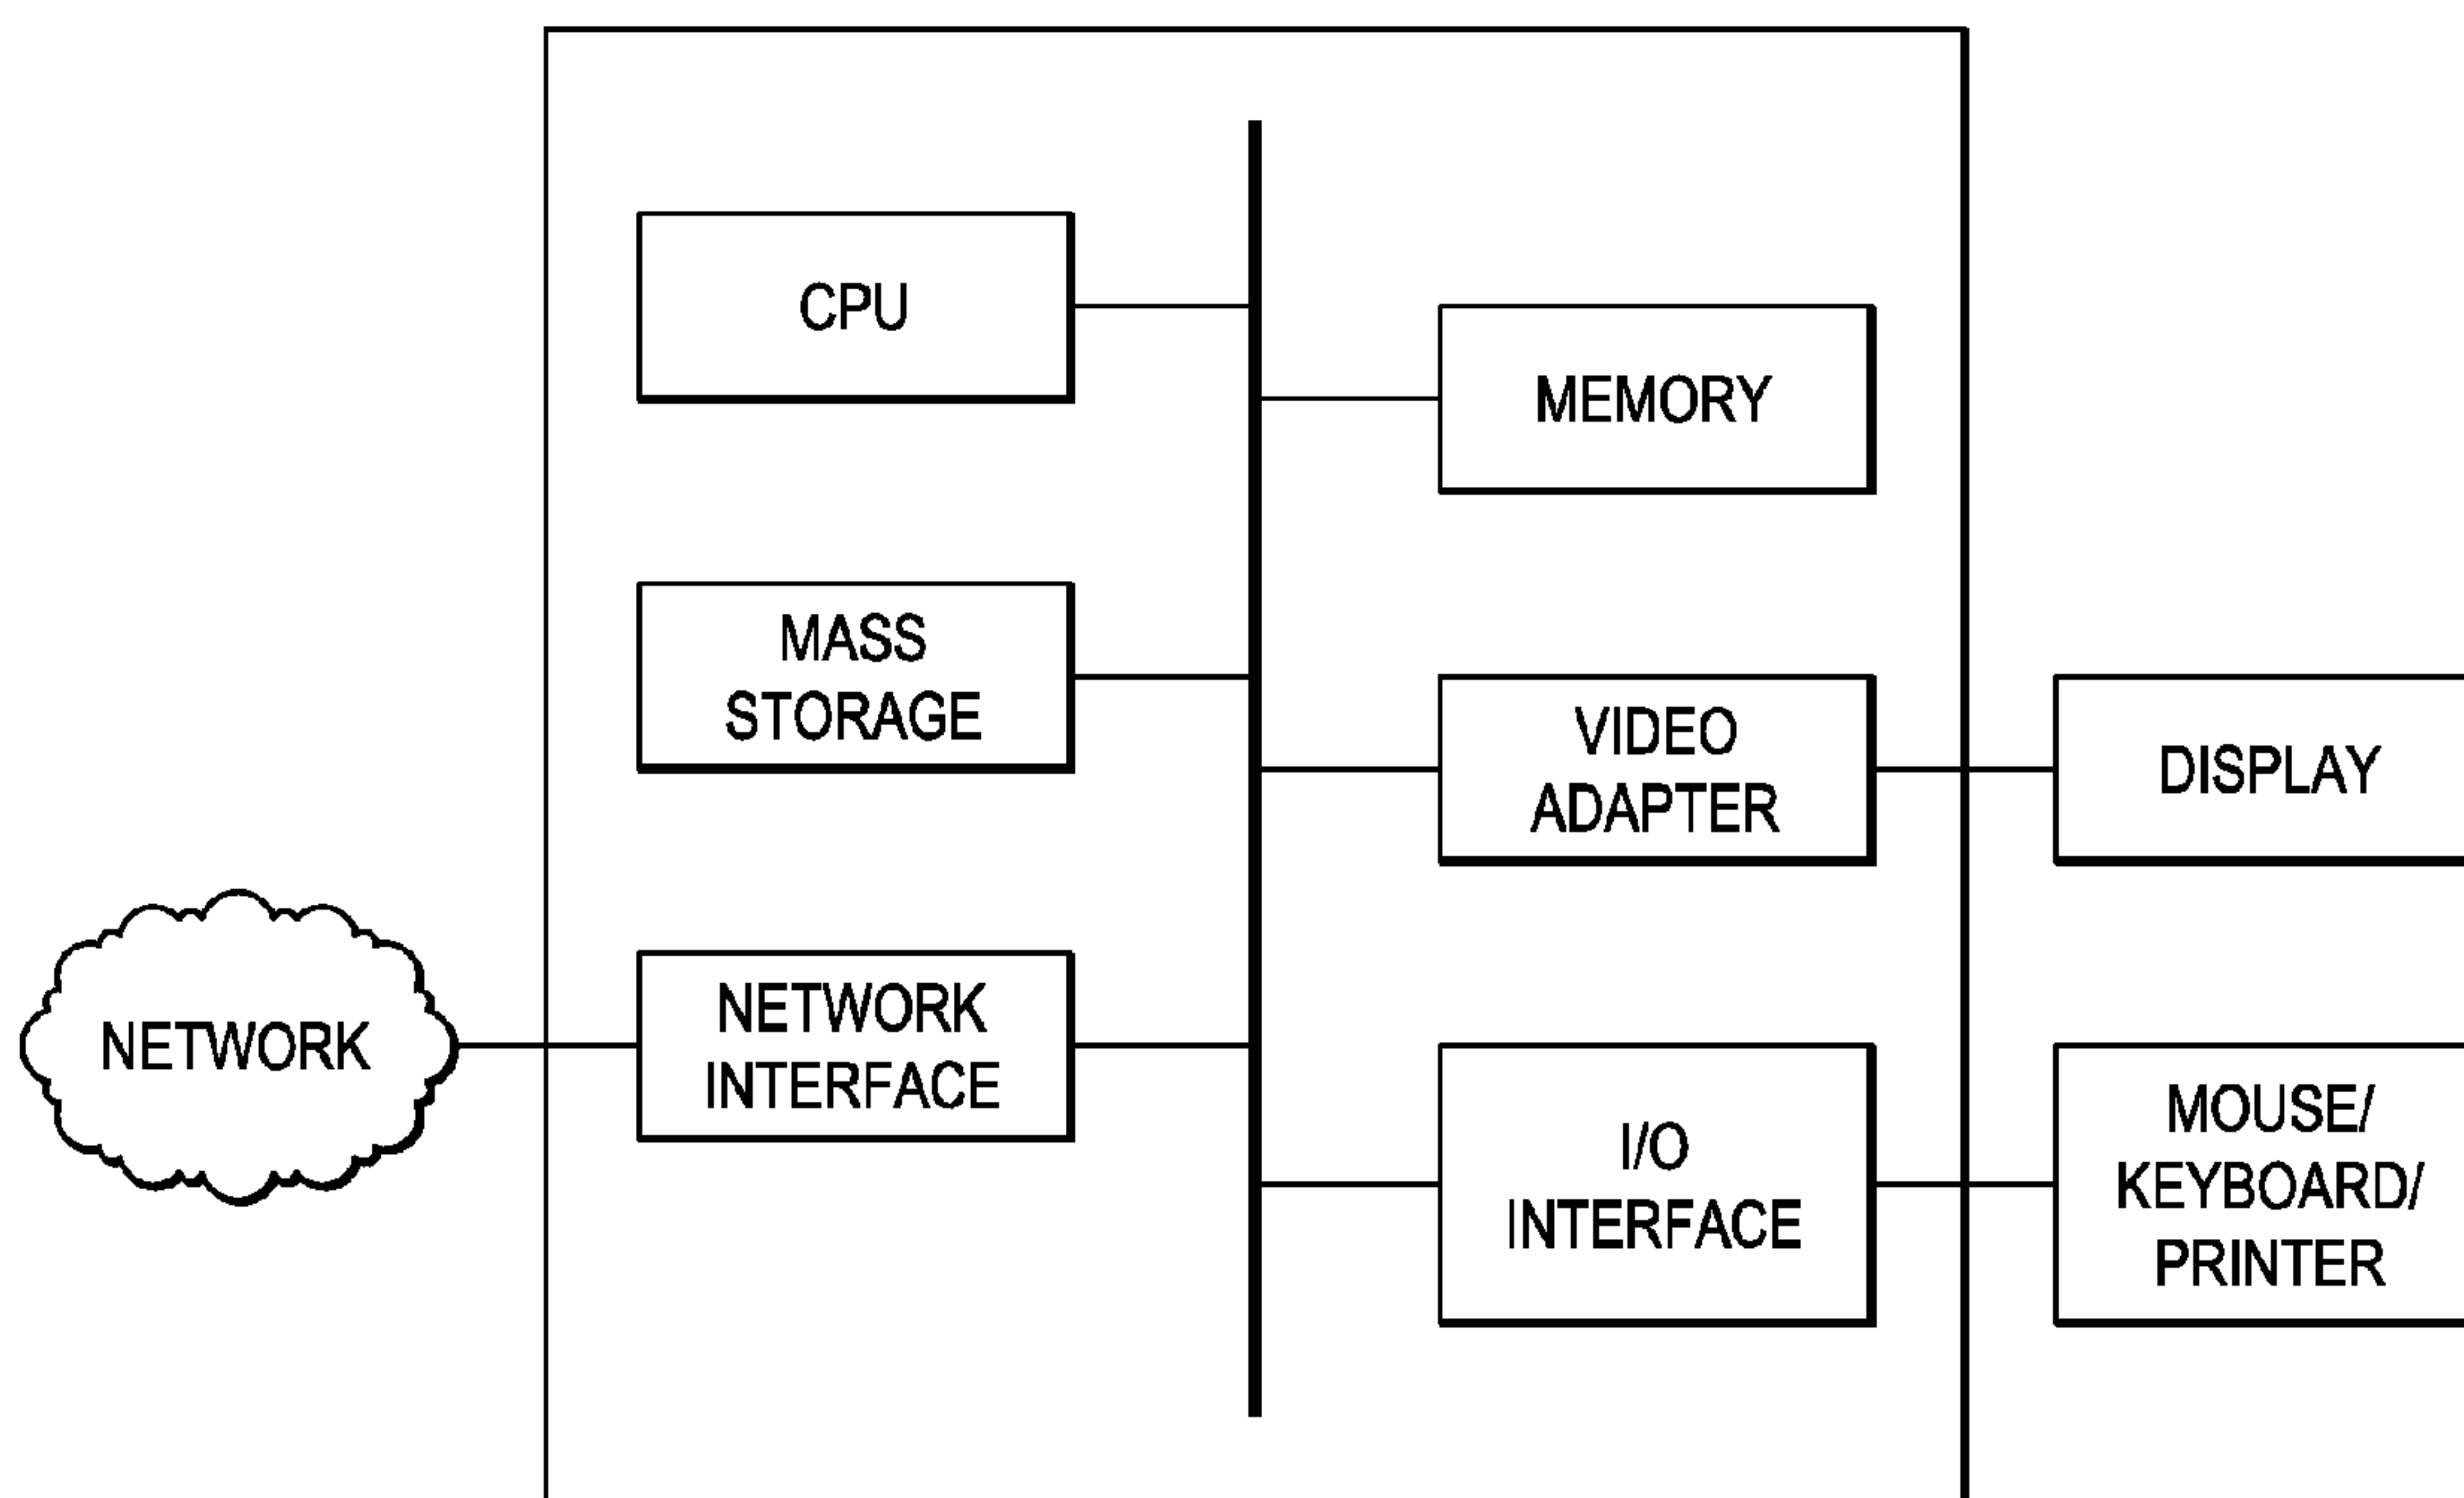 CPU
MEMORY
MASS
STORAGE
VIDEO
ADAPTER
DISPLAY
NETWORK
NETWORK
INTERFACE
I/O
INTERFACE
MOUSE/
KEYBOARD/
PRINTER